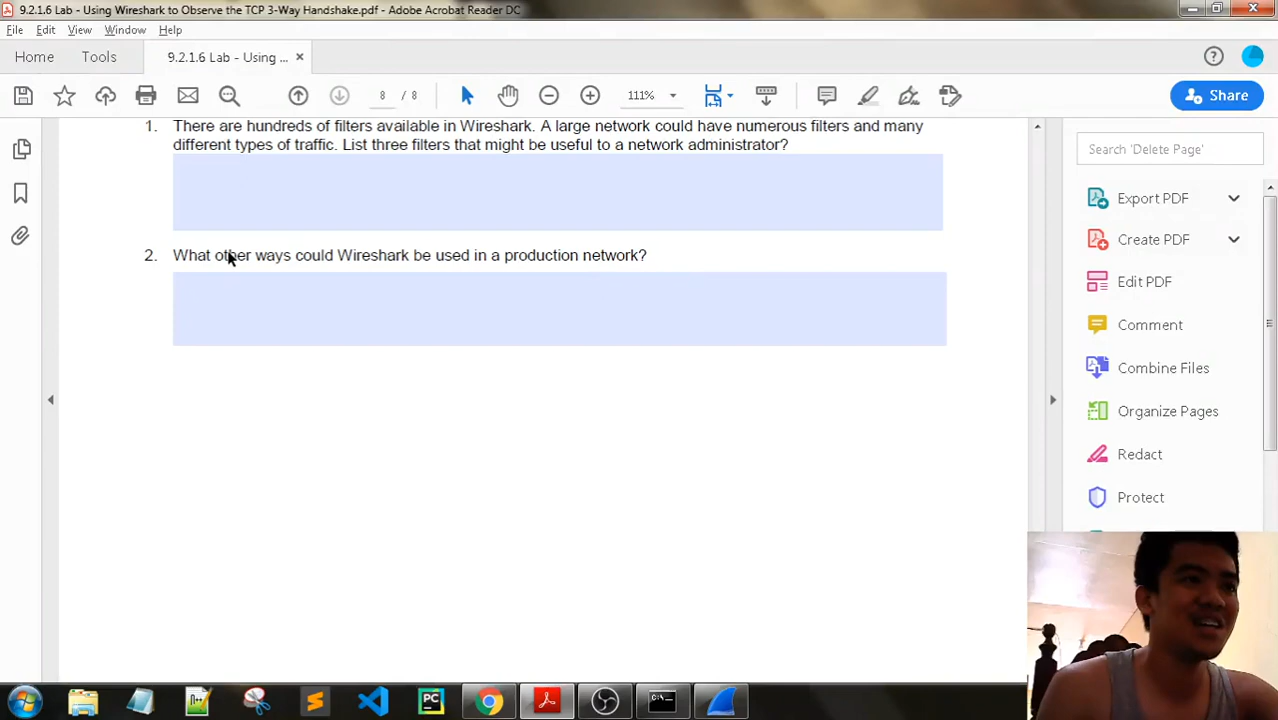 9.2.1.6 Lab - Using Wireshark to Observe the TCP 3-Way Handshake.pdf - Adobe Acrobat Reader DC
File Edit View Window Help
Home Tools 9.2.1.6 Lab - Using ... ×
8 / 8 111% Share
1. There are hundreds of filters available in Wireshark. A large network could have numerous filters and many
different types of traffic. List three filters that might be useful to a network administrator?
2. What other ways could Wireshark be used in a production network?
Search 'Delete Page'
Export PDF
Create PDF
Edit PDF
Comment
Combine Files
Organize Pages
Redact
Protect
PC
C:\_